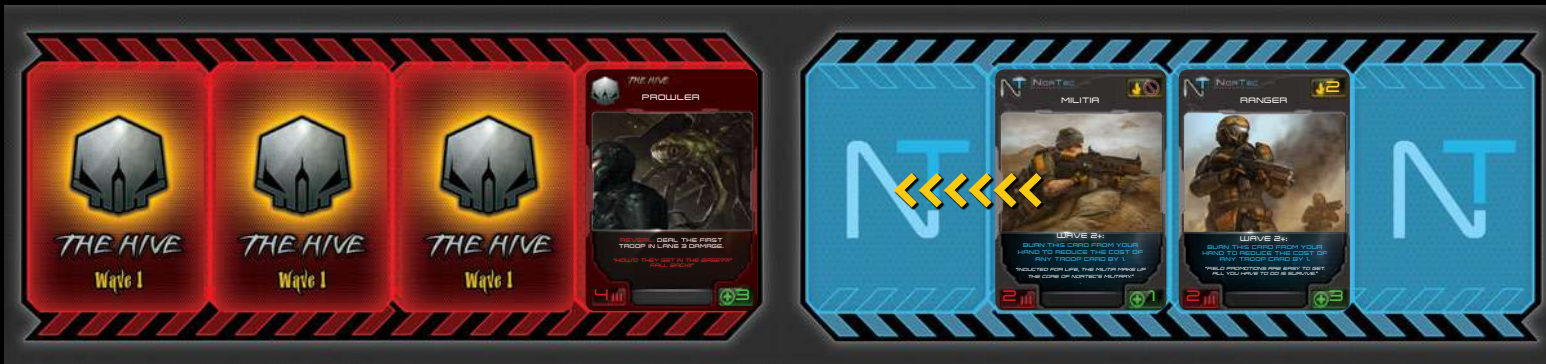 THE HIVE
Wave 1
THE HIVE
Wave 1
THE HIVE
Wave 1
THE HIVE
PROWLER
REVEAL: DEAL THE FIRST
TROOP IN LANE 3 DAMAGE.
"HOW'D THEY GET IN THE BASE?!?
FALL BACK!"
4
3
NT
NT NORTEC
MILITIA
WAVE 2+:
BURN THIS CARD FROM YOUR
HAND TO REDUCE THE COST OF
ANY TROOP CARD BY 1.
"INDUCTED FOR LIFE, THE MILITIA MAKE UP
THE CORE OF NORTEC'S MILITARY."
2
1
NT NORTEC
2
RANGER
WAVE 2+:
BURN THIS CARD FROM YOUR
HAND TO REDUCE THE COST OF
ANY TROOP CARD BY 1.
"FIELD PROMOTIONS ARE EASY TO GET.
ALL YOU HAVE TO DO IS SURVIVE."
2
3
NT